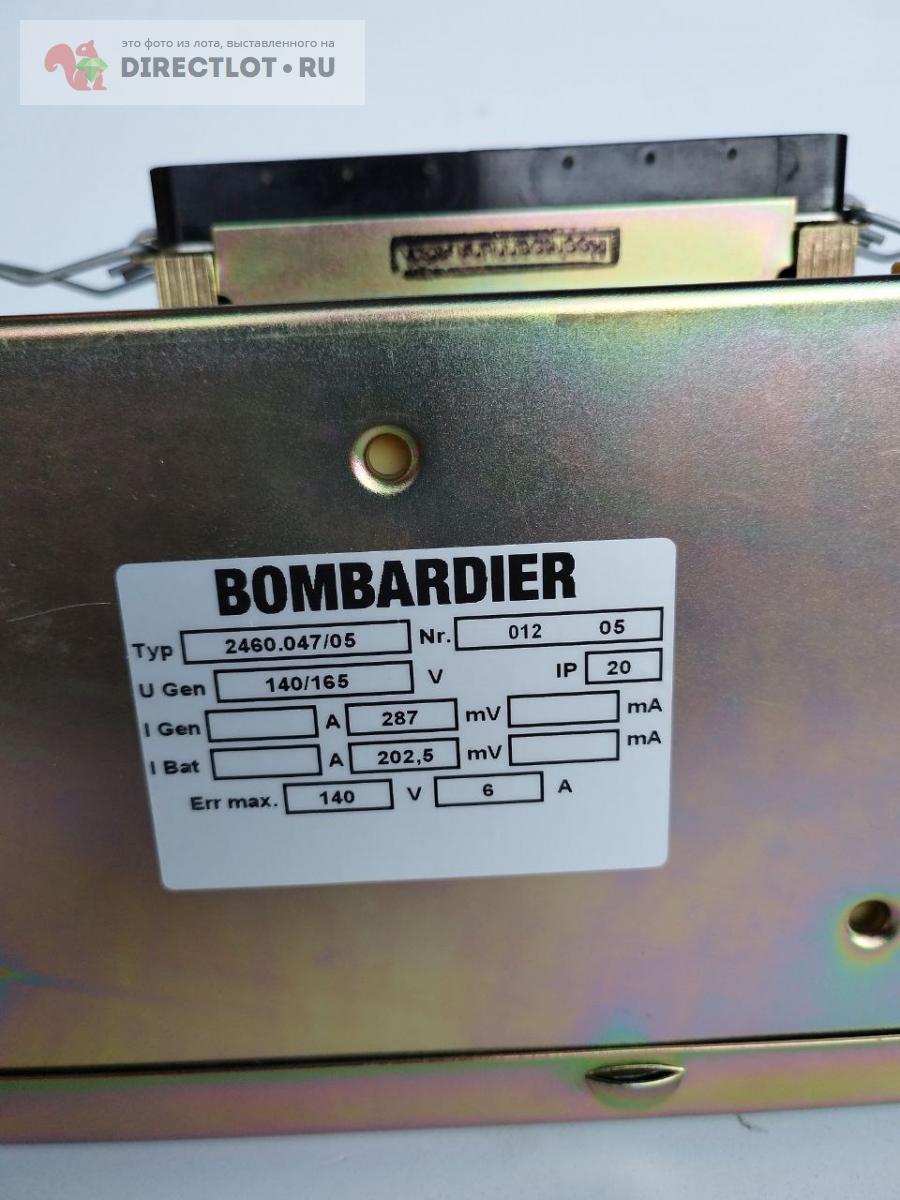 это фото из лота, выставленного на
DIRECTLOT•RU
BOMBARDIER
Typ 2460.047/05 Nr. 012 05
U Gen 140/165 V IP 20
I Gen A 287 mV mA
I Bat A 202,5 mV mA
Err max. 140 V 6 A